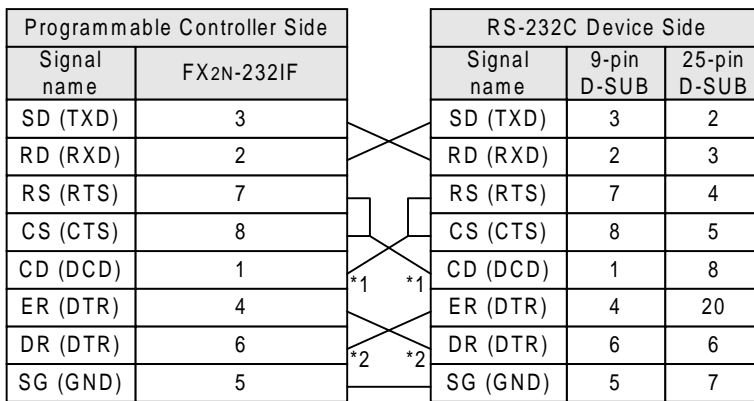 Programmable Controller Side RS-232C Device Side
Signal name FX2N-232IF Signal name 9-pin D-SUB 25-pin D-SUB
SD (TXD) 3 SD (TXD) 3 2
RD (RXD) 2 RD (RXD) 2 3
RS (RTS) 7 RS (RTS) 7 4
CS (CTS) 8 CS (CTS) 8 5
CD (DCD) 1 *1 *1 CD (DCD) 1 8
ER (DTR) 4 ER (DTR) 4 20
DR (DTR) 6 *2 *2 DR (DTR) 6 6
SG (GND) 5 SG (GND) 5 7